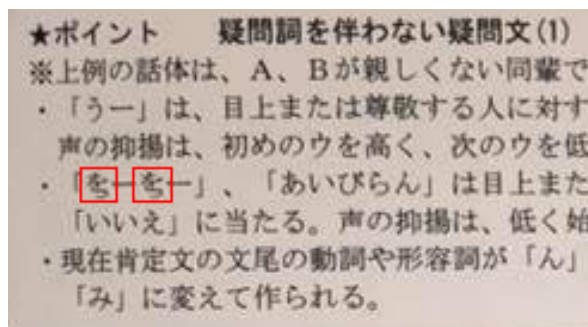 ★ポイント 疑問詞を伴わない疑問文(1)
※上例の話体は、A、Bが親しくない同輩で
・「うー」は、目上または尊敬する人に対す
声の抑揚は、初めのウを高く、次のウを低
・「をぅーをぅー」、「あいびらん」は目上また
「いいえ」に当たる。声の抑揚は、低く始
・現在肯定文の文尾の動詞や形容詞が「ん」
「み」に変えて作られる。